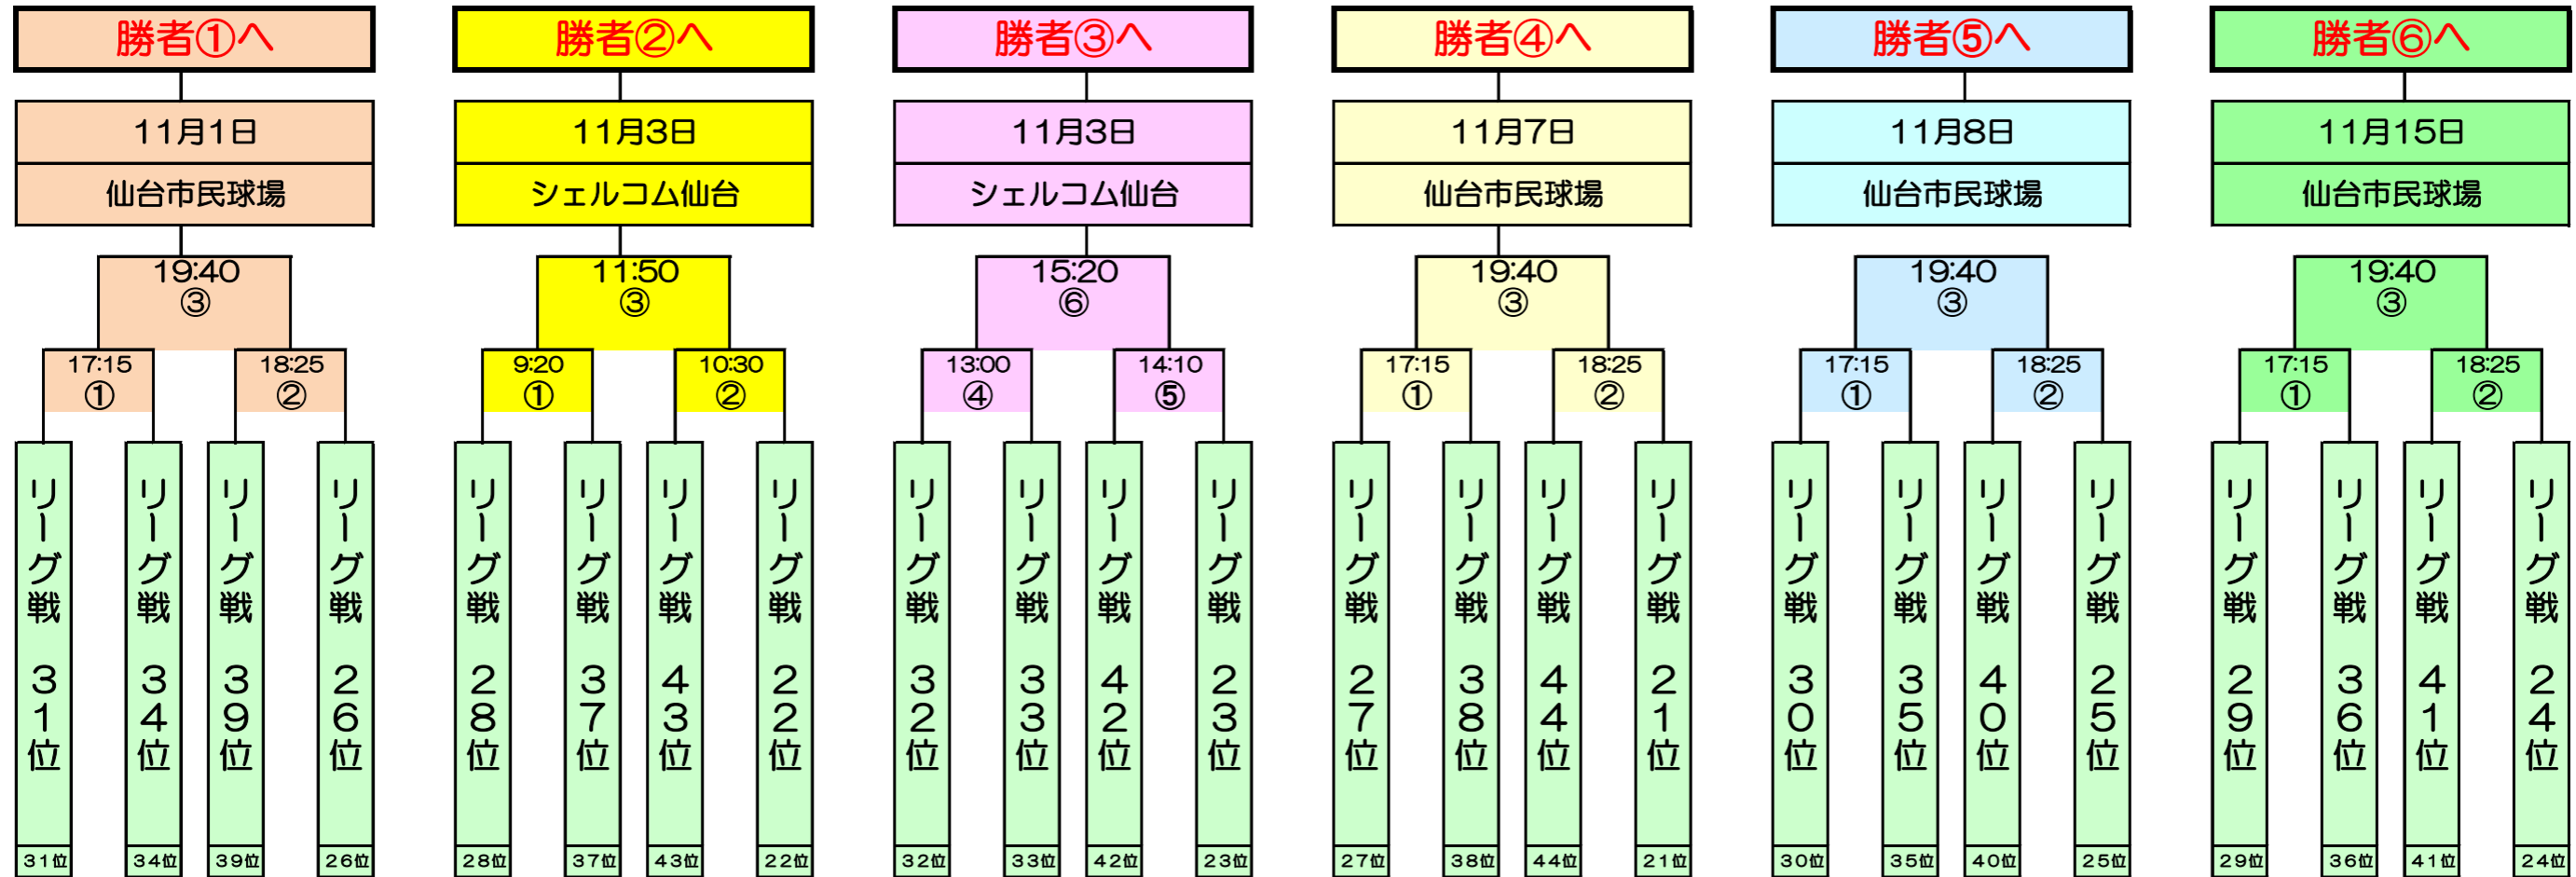 勝者①へ
11月1日
仙台市民球場
19:40
③
17:15
①
18:25
②
リーグ戦 31位
リーグ戦 34位
リーグ戦 39位
リーグ戦 26位
31位
34位
39位
26位
勝者②へ
11月3日
シェルコム仙台
11:50
③
9:20
①
10:30
②
リーグ戦 28位
リーグ戦 37位
リーグ戦 43位
リーグ戦 22位
28位
37位
43位
22位
勝者③へ
11月3日
シェルコム仙台
15:20
⑥
13:00
④
14:10
⑤
リーグ戦 32位
リーグ戦 33位
リーグ戦 42位
リーグ戦 23位
32位
33位
42位
23位
勝者④へ
11月7日
仙台市民球場
19:40
③
17:15
①
18:25
②
リーグ戦 27位
リーグ戦 38位
リーグ戦 44位
リーグ戦 21位
27位
38位
44位
21位
勝者⑤へ
11月8日
仙台市民球場
19:40
③
17:15
①
18:25
②
リーグ戦 30位
リーグ戦 35位
リーグ戦 40位
リーグ戦 25位
30位
35位
40位
25位
勝者⑥へ
11月15日
仙台市民球場
19:40
③
17:15
①
18:25
②
リーグ戦 29位
リーグ戦 36位
リーグ戦 41位
リーグ戦 24位
29位
36位
41位
24位